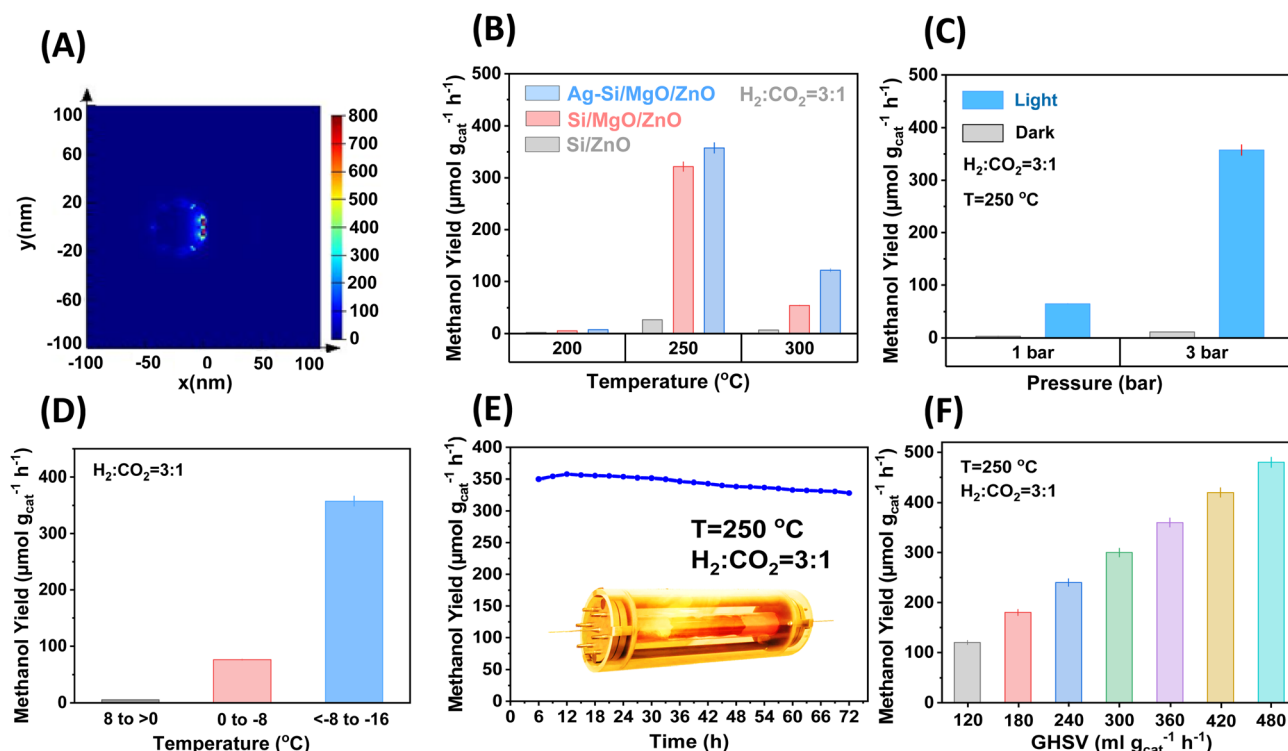 (A)
100
60
20
-20
-60
-100
y(nm)
-100
-50
0
50
100
x(nm)
800
700
600
500
400
300
200
100
0
(B)
Methanol Yield (μmol gcat⁻¹ h⁻¹)
500
400
300
200
100
0
Ag-Si/MgO/ZnO
H₂:CO₂=3:1
Si/MgO/ZnO
Si/ZnO
200
250
300
Temperature (°C)
(C)
Methanol Yield (μmol gcat⁻¹ h⁻¹)
500
400
300
200
100
0
Light
Dark
H₂:CO₂=3:1
T=250 °C
1 bar
3 bar
Pressure (bar)
(D)
Methanol Yield (μmol gcat⁻¹ h⁻¹)
400
300
200
100
0
H₂:CO₂=3:1
8 to >0
0 to -8
<-8 to -16
Temperature (°C)
(E)
Methanol Yield (μmol gcat⁻¹ h⁻¹)
400
350
300
250
200
150
100
50
0
T=250 °C
H₂:CO₂=3:1
0
6
12
18
24
30
36
42
48
54
60
66
72
Time (h)
(F)
Methanol Yield (μmol gcat⁻¹ h⁻¹)
500
400
300
200
100
0
T=250 °C
H₂:CO₂=3:1
120
180
240
300
360
420
480
GHSV (ml gcat⁻¹ h⁻¹)